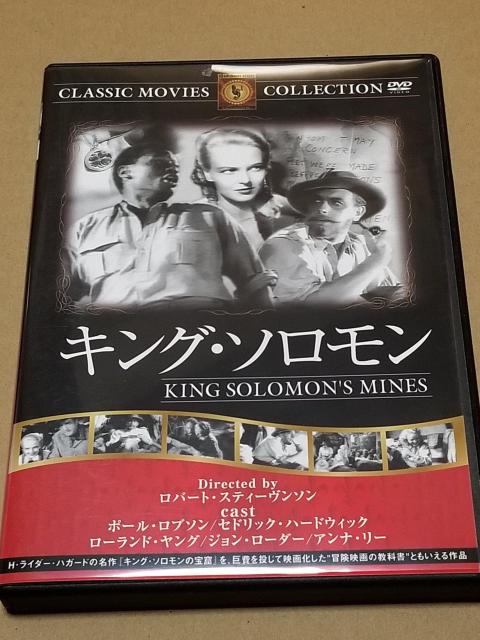 CLASSIC MOVIES COLLECTION DVD
VIDEO
CONCERN
MADE
キング・ソロモン
KING SOLOMON'S MINES
Directed by
ロバート・スティーヴンソン
cast
ポール・ロブソン/セドリック・ハードウィック
ローランド・ヤング/ジョン・ローダー/アンナ・リー
H・ライダー・ハガードの名作『キング・ソロモンの宝窟』を、巨費を投じて映画化した"冒険映画の教科書"ともいえる作品